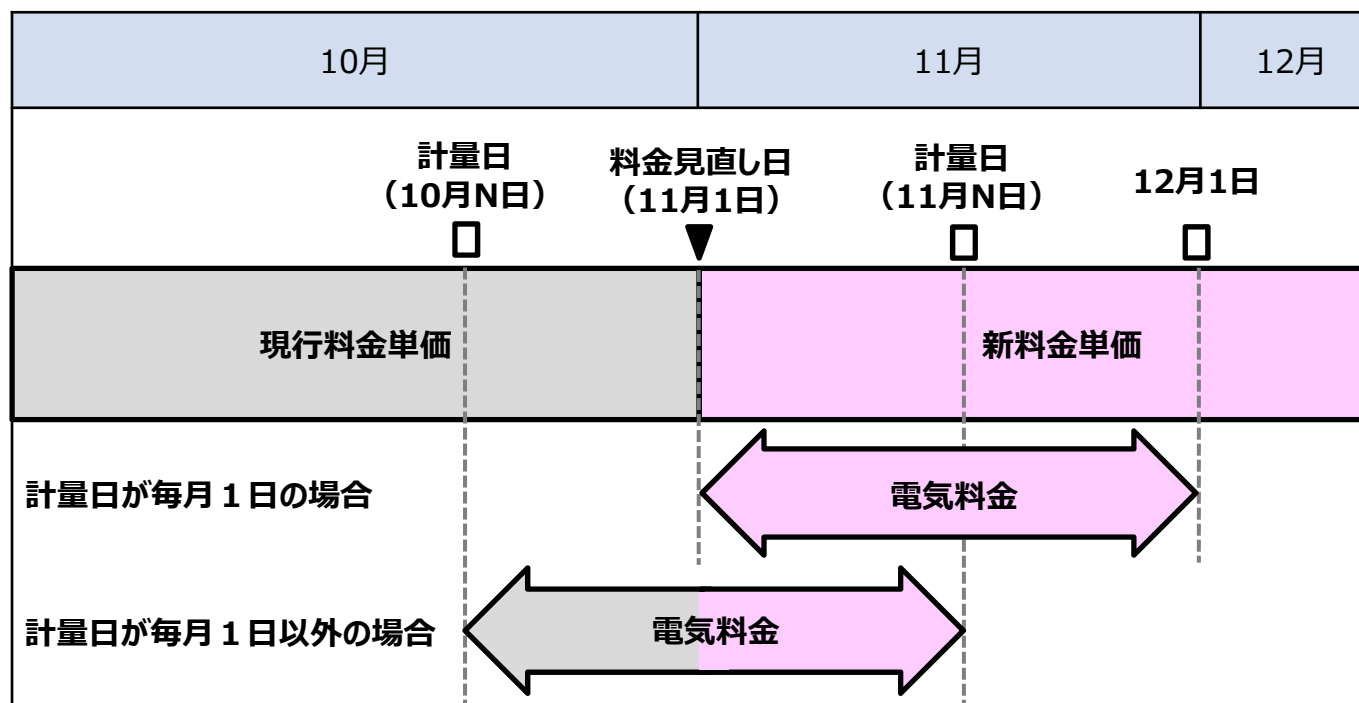 10月
11月
12月
計量日
（10月N日）
料金見直し日
（11月1日）
計量日
（11月N日）
12月1日
現行料金単価
新料金単価
計量日が毎月１日の場合
電気料金
計量日が毎月１日以外の場合
電気料金